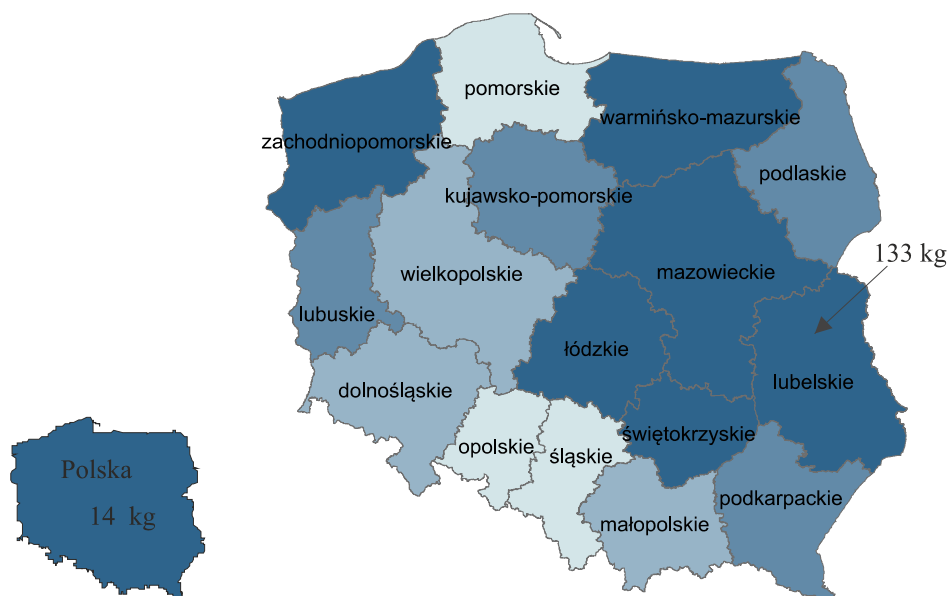 pomorskie
warmińsko-mazurskie
zachodniopomorskie
podlaskie
kujawsko-pomorskie
133 kg
wielkopolskie
mazowieckie
lubuskie
łódzkie
dolnośląskie
lubelskie
świętokrzyskie
opolskie
śląskie
podkarpackie
małopolskie
Polska
14 kg